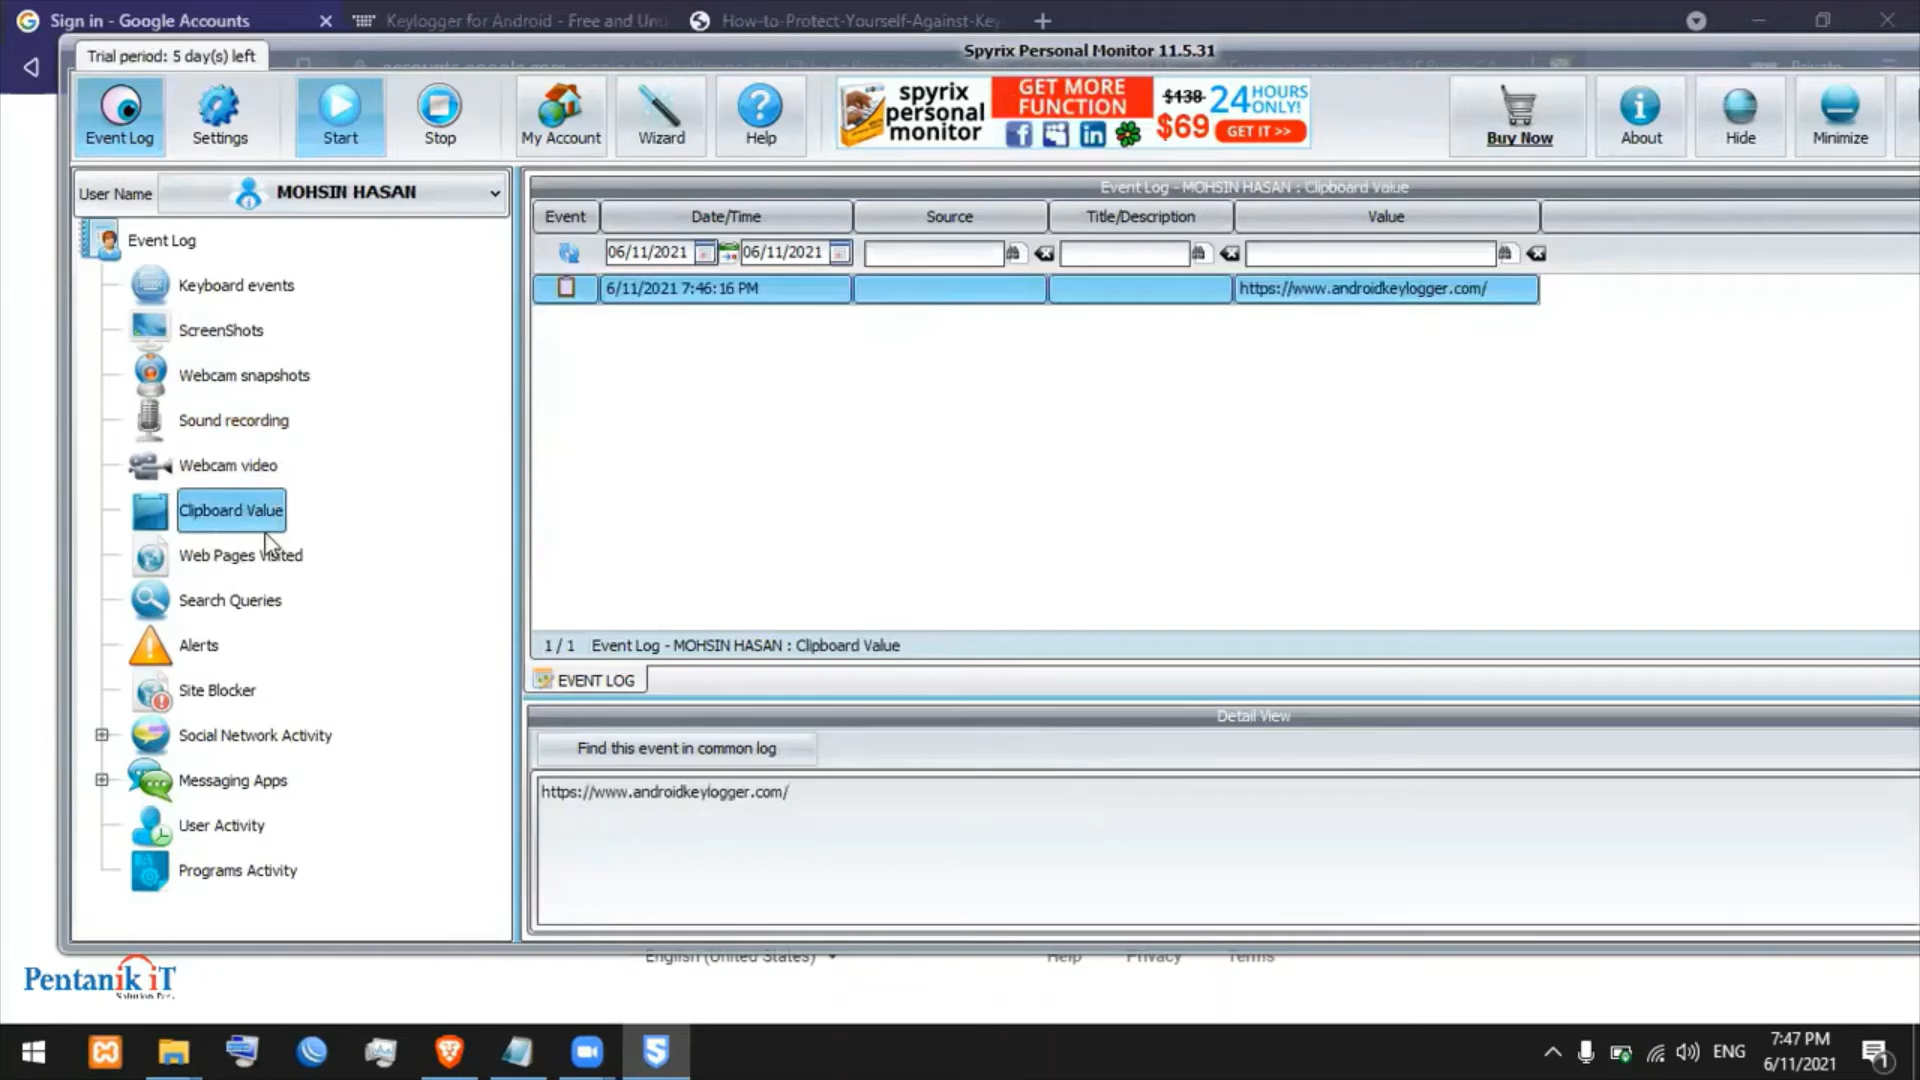 Sign in - Google Accounts
Keylogger for Android - Free and Un
How-to-Protect-Yourself-Against-Key
Trial period: 5 day(s) left
Spyrix Personal Monitor 11.5.31
Event Log
Settings
Start
Stop
My Account
Wizard
Help
spyrix
personal
monitor
GET MORE
FUNCTION
$138
$69
24 HOURS
ONLY!
GET IT >>
Buy Now
About
Hide
Minimize
User Name
MOHSIN HASAN
Event Log
Keyboard events
ScreenShots
Webcam snapshots
Sound recording
Webcam video
Clipboard Value
Web Pages Visited
Search Queries
Alerts
Site Blocker
Social Network Activity
Messaging Apps
User Activity
Programs Activity
Event Log - MOHSIN HASAN : Clipboard Value
Event Date/Time Source Title/Description Value
06/11/2021 06/11/2021
6/11/2021 7:46:16 PM https://www.androidkeylogger.com/
1 / 1 Event Log - MOHSIN HASAN : Clipboard Value
EVENT LOG
Detail View
Find this event in common log
https://www.androidkeylogger.com/
English (United States) Help Privacy Terms
Pentanik iT
ENG
7:47 PM
6/11/2021
1